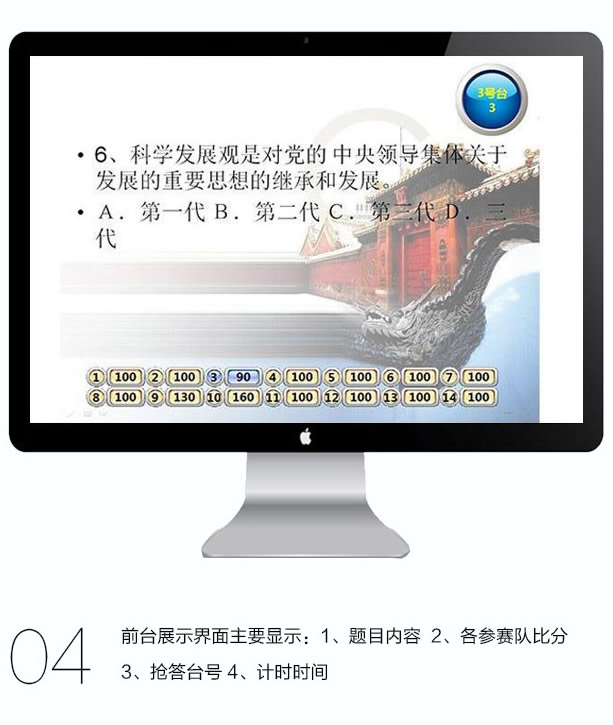 3号台
3
• 6、科学发展观是对党的 中央领导集体关于
发展的重要思想的继承和发展。
• A．第一代 B．第二代 C．第三代 D．三
代
1 100 2 100 3 90 4 100 5 100 6 100 7 100
8 100 9 130 10 160 11 100 12 100 13 100 14 100
04
前台展示界面主要显示：1、题目内容 2、各参赛队比分
3、抢答台号 4、计时时间